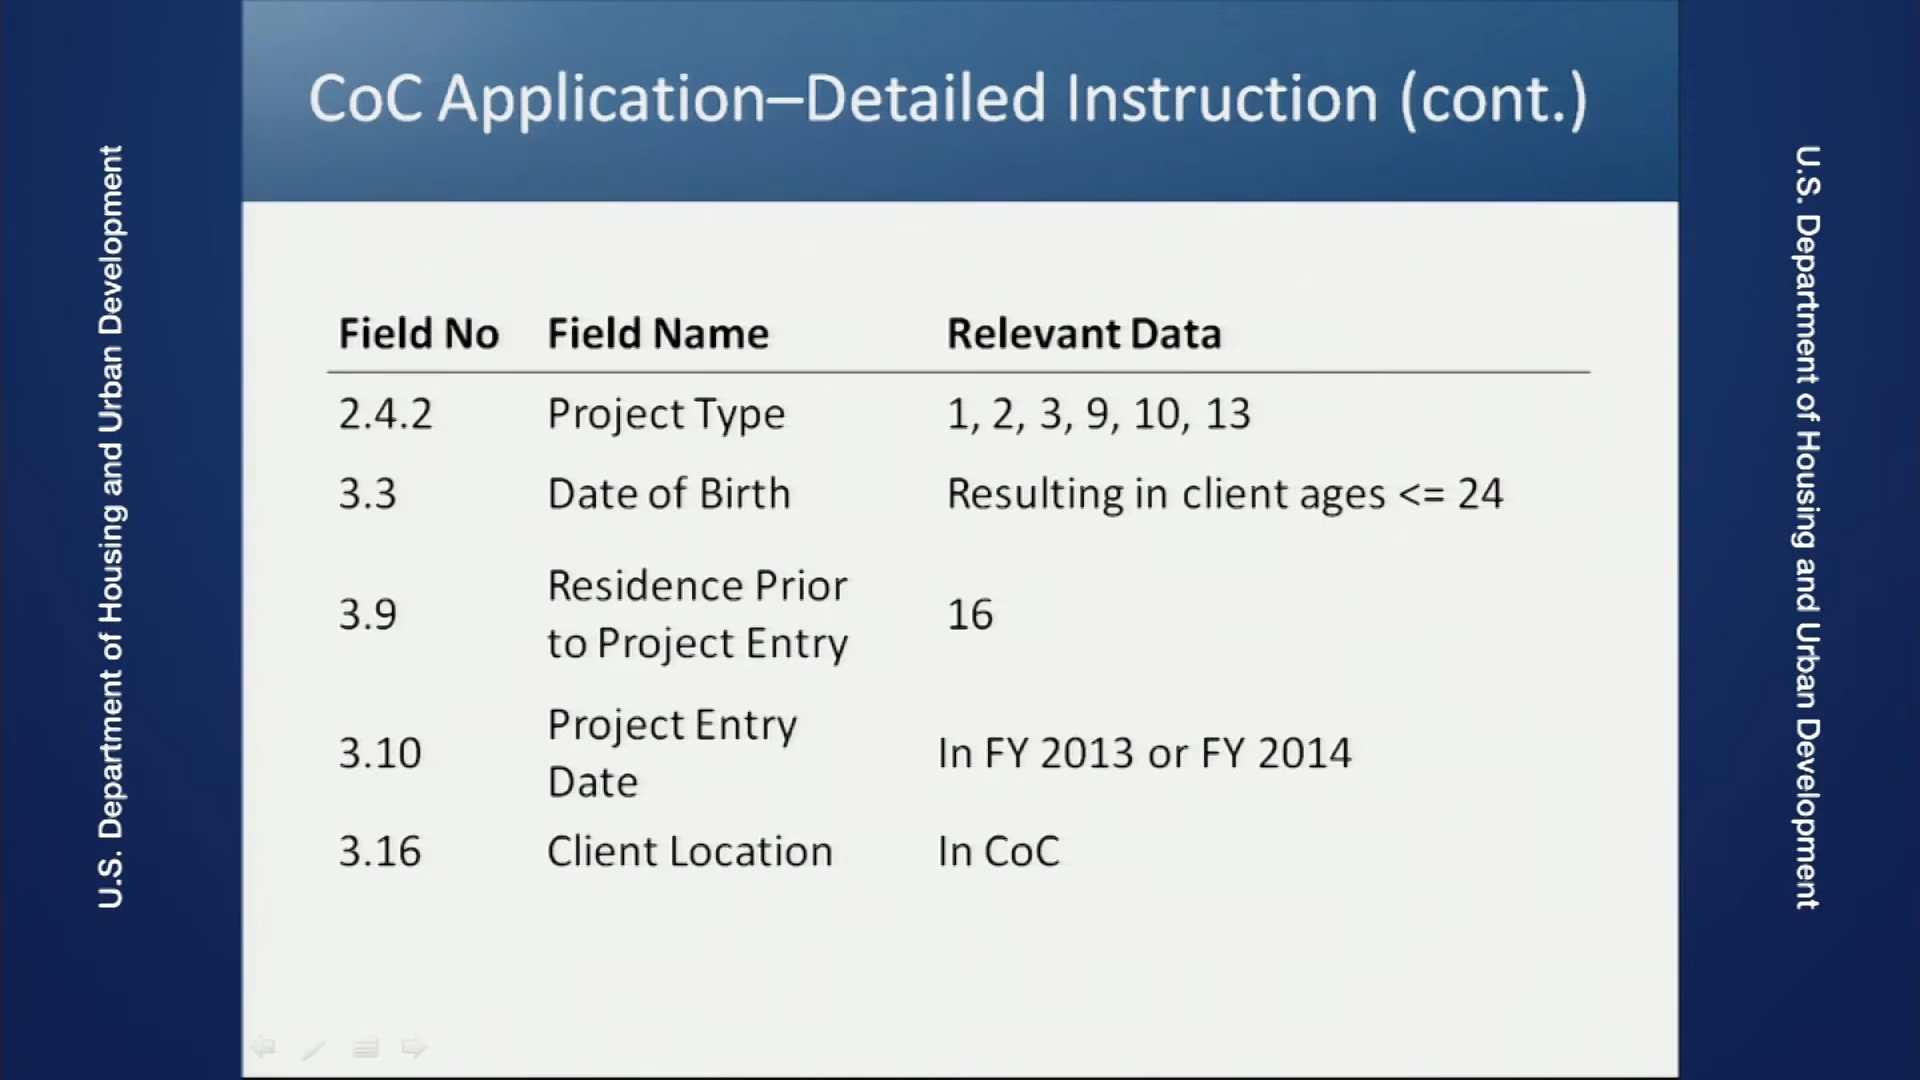 CoC Application–Detailed Instruction (cont.)
U.S. Department of Housing and Urban Development
Field No Field Name Relevant Data
2.4.2 Project Type 1, 2, 3, 9, 10, 13
3.3 Date of Birth Resulting in client ages <= 24
3.9 Residence Prior to Project Entry 16
3.10 Project Entry Date In FY 2013 or FY 2014
3.16 Client Location In CoC
U.S. Department of Housing and Urban Development